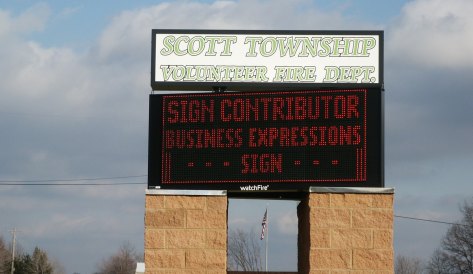 SCOTT TOWNSHIP
VOLUNTEER FIRE DEPT.
SIGN CONTRIBUTOR
BUSINESS EXPRESSIONS
- - - SIGN - - -
watchFire